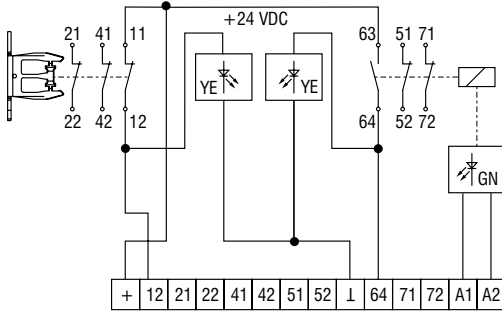 +24 VDC
21 41 11
63 51 71
YE YE
22 42 12
64 52 72
GN
+ 12 21 22 41 42 51 52 ⊥ 64 71 72 A1 A2